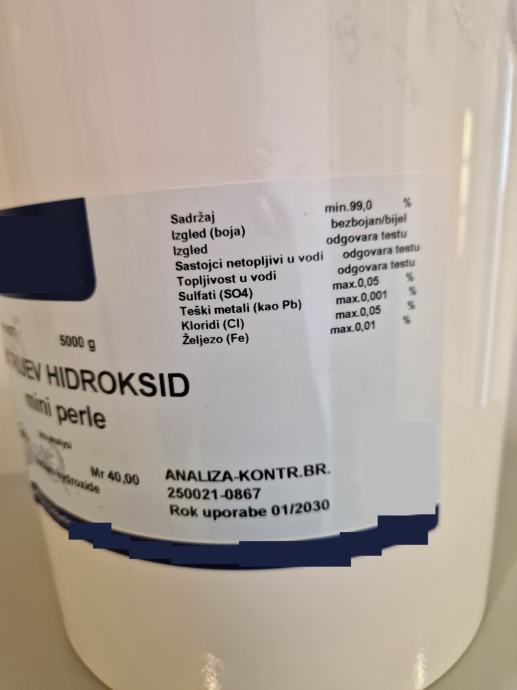 Sadržaj min.99,0 %
Izgled (boja) bezbojan/bijel
Izgled odgovara testu
Sastojci netopljivi u vodi odgovara testu
Topljivost u vodi odgovara testu
Sulfati (SO4) max.0,05 %
Teški metali (kao Pb) max.0,001 %
Kloridi (Cl) max.0,05 %
Željezo (Fe) max.0,01 %
5000 g
HIDROKSID
mini perle
Mr 40,00
ANALIZA-KONTR.BR.
250021-0867
Rok uporabe 01/2030